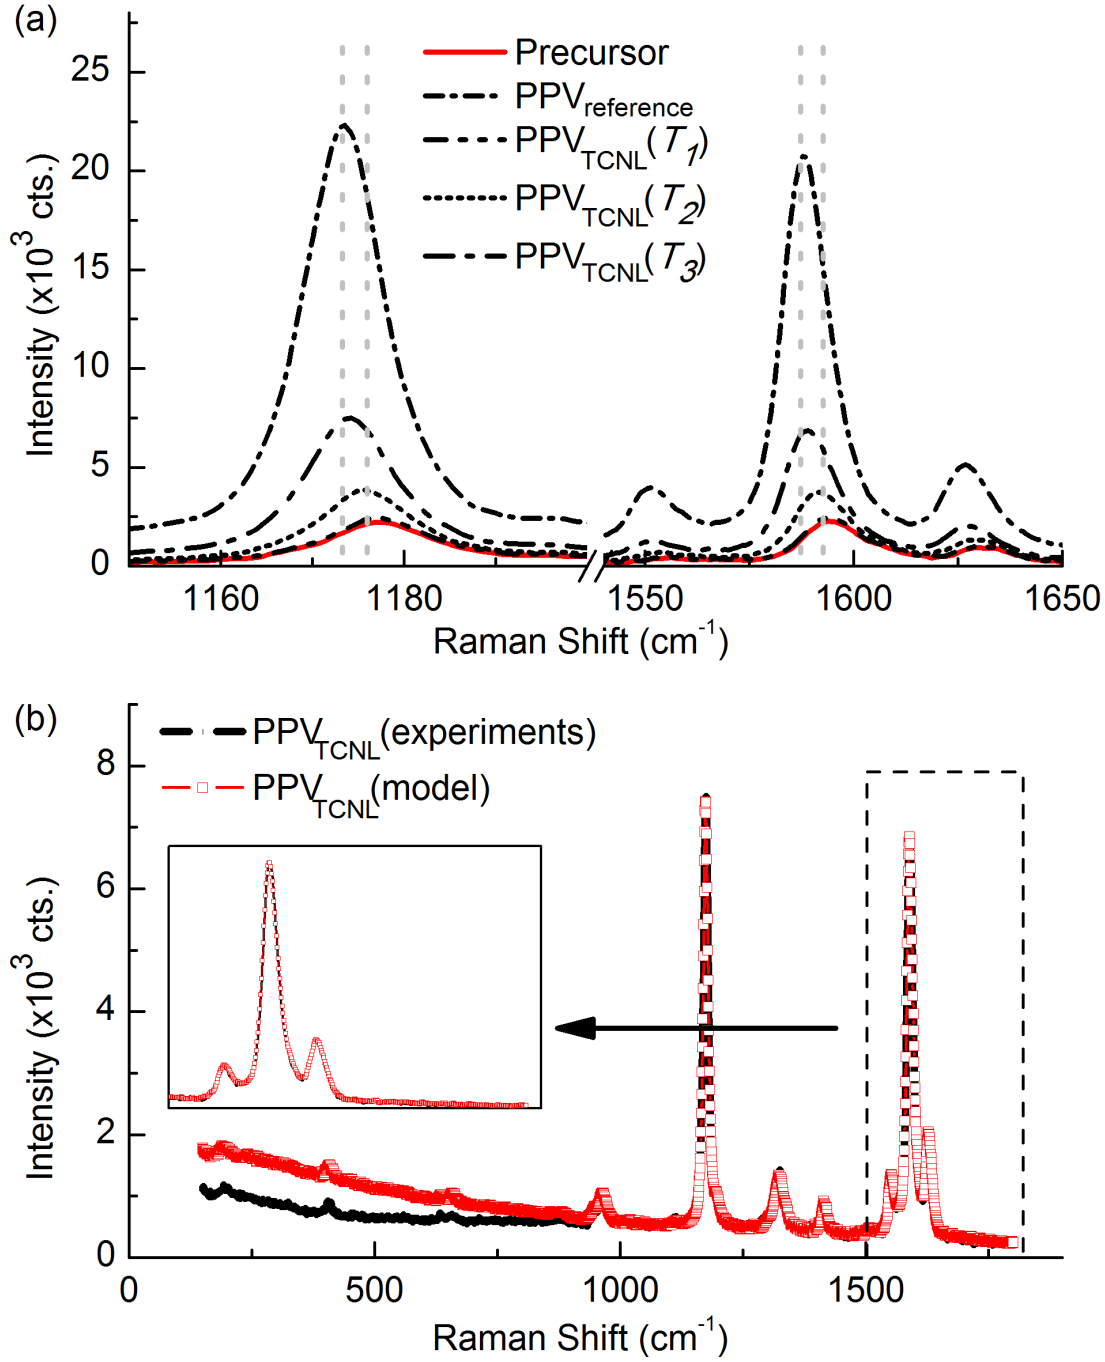 (a)
Precursor
PPVreference
PPVTCNL(T1)
PPVTCNL(T2)
PPVTCNL(T3)
25
20
15
10
5
0
Intensity (x10³ cts.)
1160 1180 1550 1600 1650
Raman Shift (cm⁻¹)
(b)
PPVTCNL(experiments)
PPVTCNL(model)
8
6
4
2
0
Intensity (x10³ cts.)
0 500 1000 1500
Raman Shift (cm⁻¹)